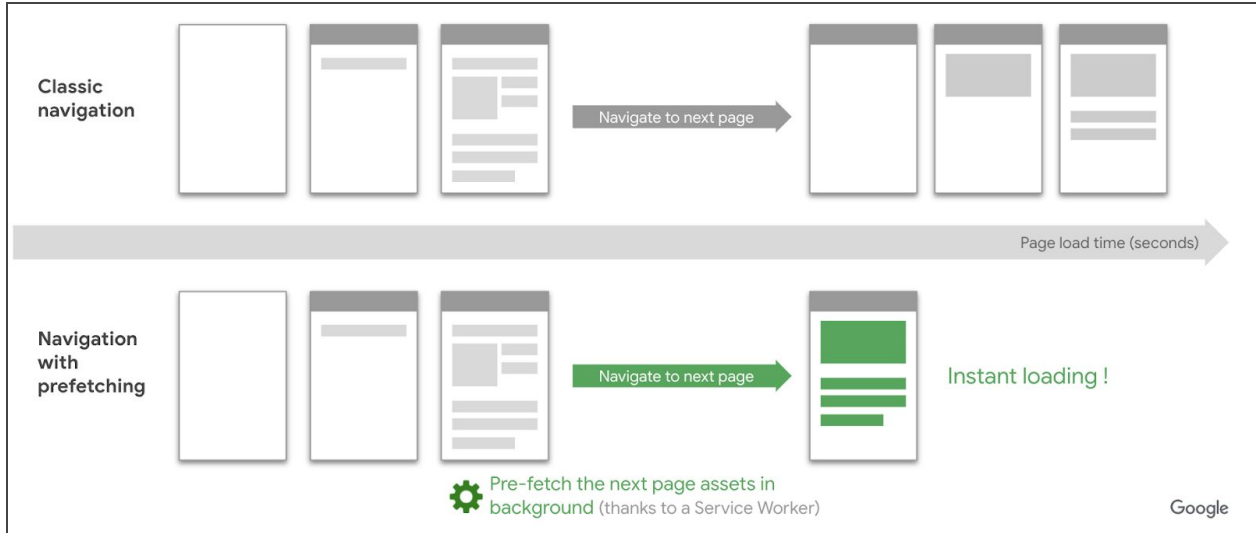 Classic
navigation
Navigate to next page
Page load time (seconds)
Navigation
with
prefetching
Navigate to next page
Instant loading !
Pre-fetch the next page assets in
background (thanks to a Service Worker)
Google